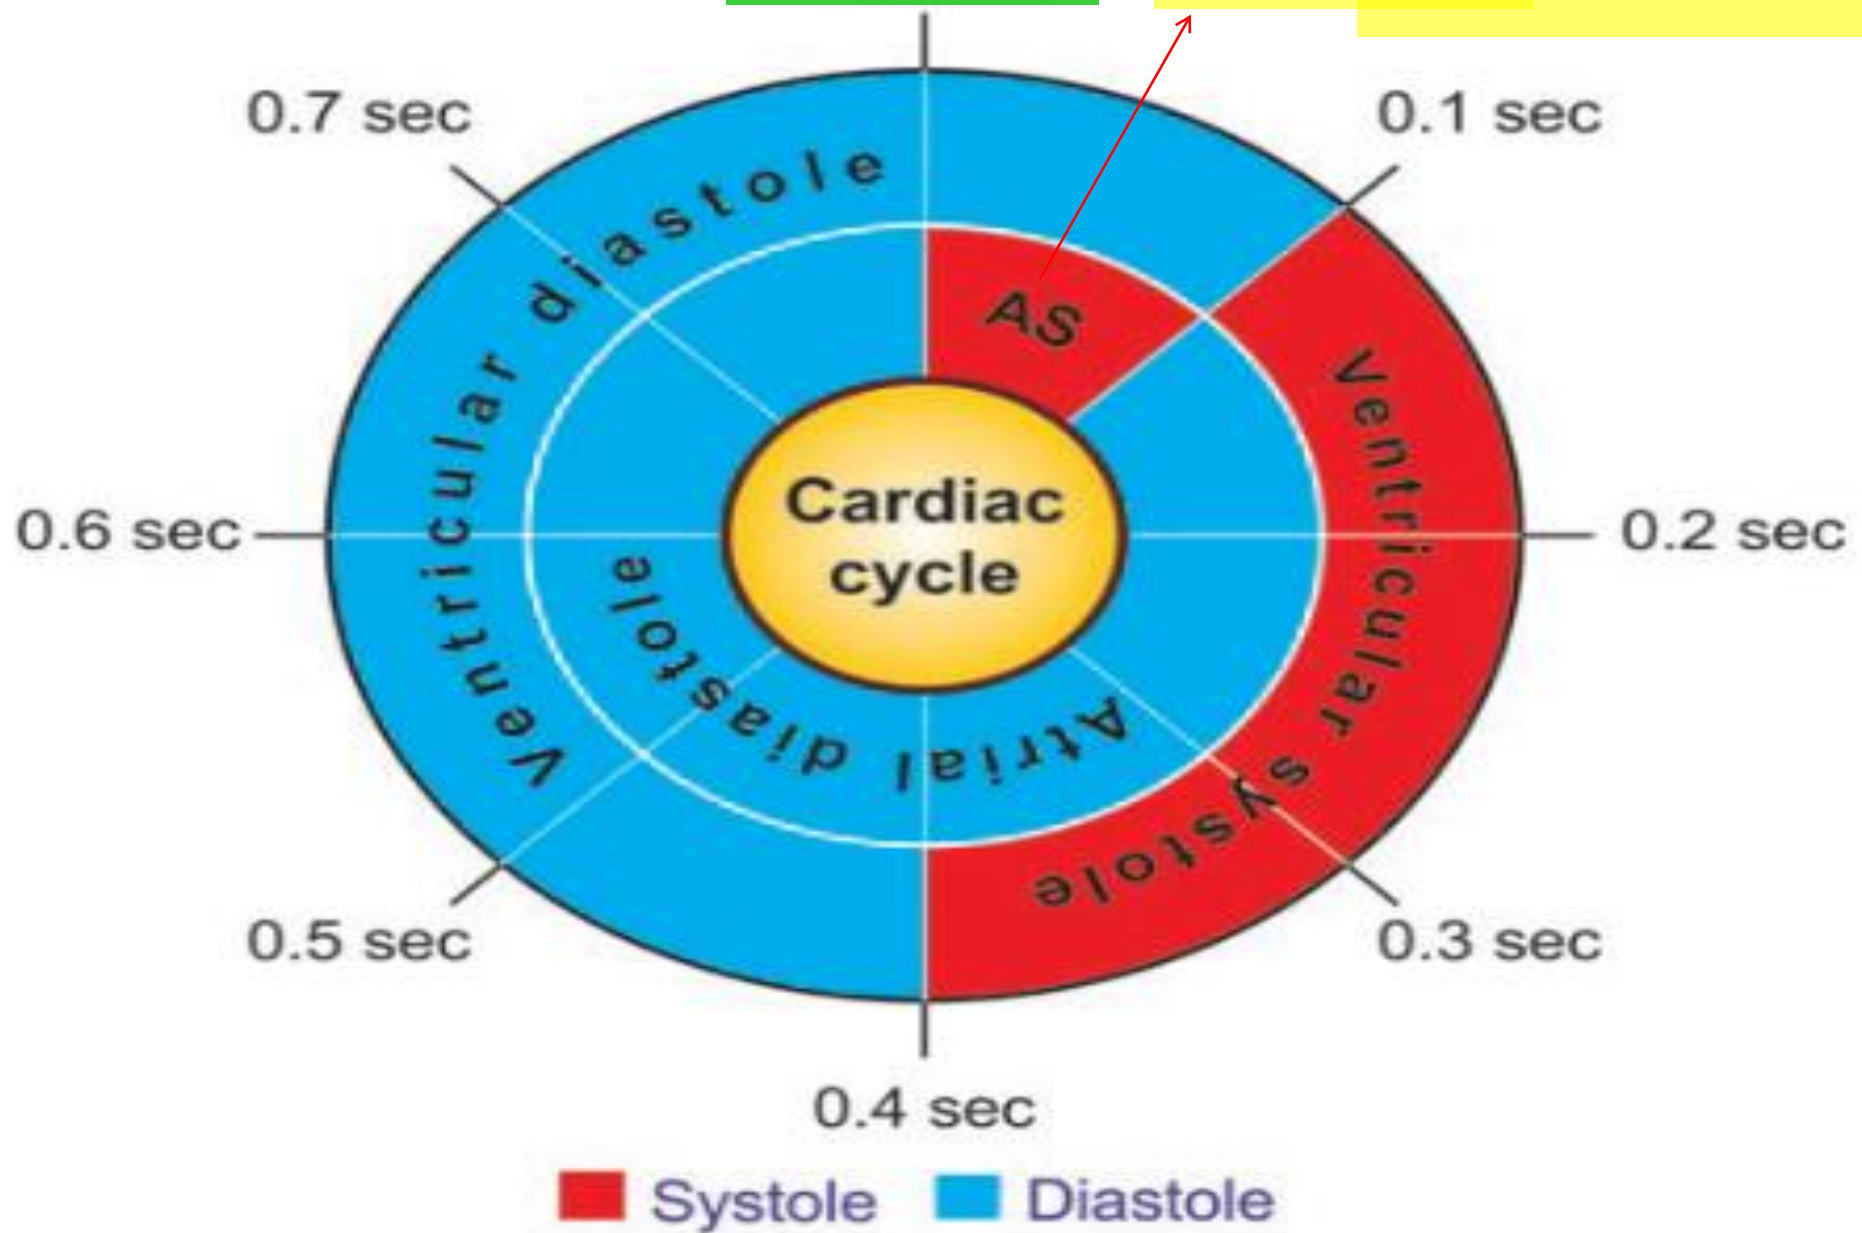 0.7 sec
0.1 sec
Ventricular diastole
AS
Ventricular systole
Cardiac
cycle
0.6 sec
0.2 sec
Atrial diastole
0.5 sec
0.3 sec
0.4 sec
Systole
Diastole